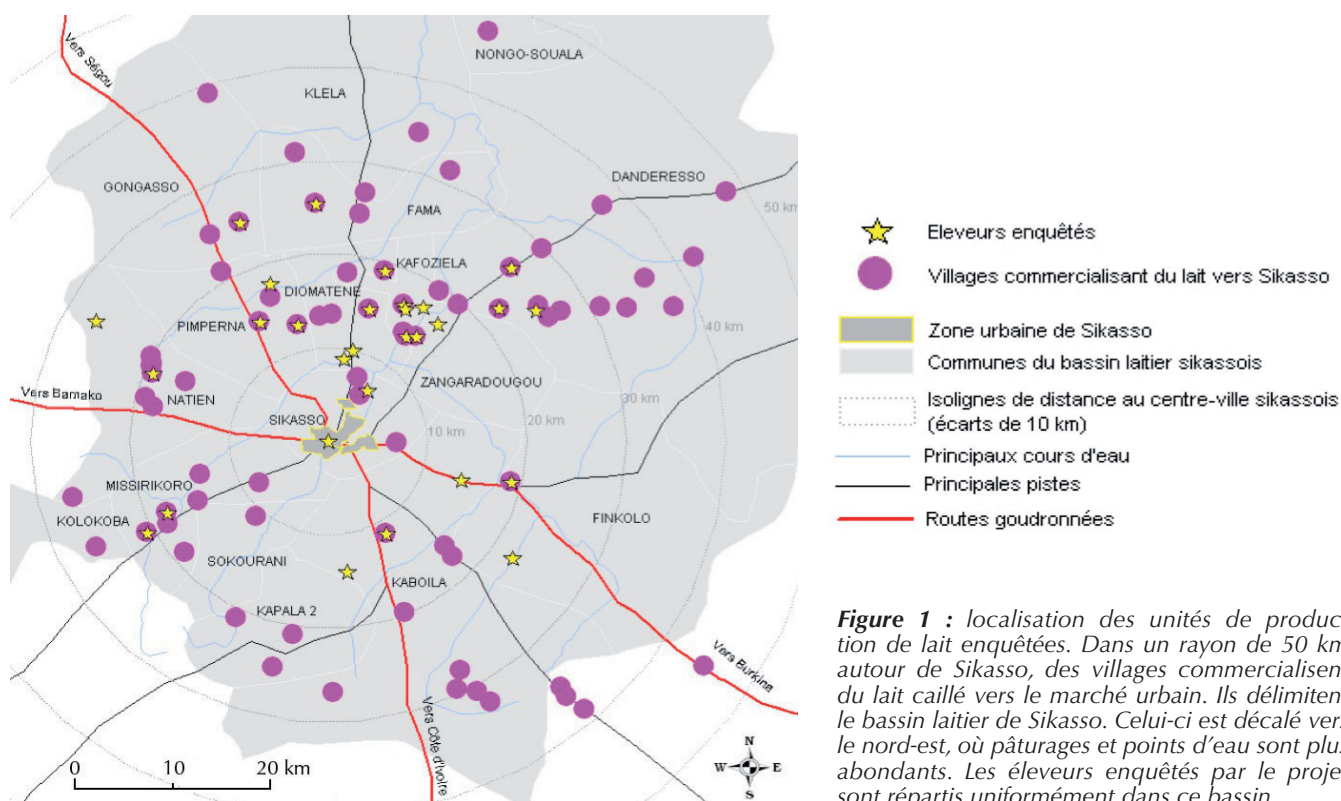 Vers Ségou
NONGO-SOUALA
KLELA
DANDERESSO
GONGASSO
FAMA
50 km
KAFOZIELA
DIOMATENE
PIMPERNA
40 km
ZANGARADOUGOU
Vers Bamako
NATIEN
30 km
SIKASSO
20 km
10 km
MISSIRIKORO
KOLOKOBA
FINKOLO
SOKOURANI
KABOILA
KAPALA 2
Vers Burkina
Vers Côte d'Ivoire
N
W
E
S
0 10 20 km
Eleveurs enquêtés
Villages commercialisant du lait vers Sikasso
Zone urbaine de Sikasso
Communes du bassin laitier sikassois
Isolignes de distance au centre-ville sikassois
(écarts de 10 km)
Principaux cours d'eau
Principales pistes
Routes goudronnées
Figure 1 : localisation des unités de produc
tion de lait enquêtées. Dans un rayon de 50 km
autour de Sikasso, des villages commercialisen
du lait caillé vers le marché urbain. Ils délimiten
le bassin laitier de Sikasso. Celui-ci est décalé ver
le nord-est, où pâturages et points d'eau sont plu
abondants. Les éleveurs enquêtés par le proje
sont répartis uniformément dans ce bassin